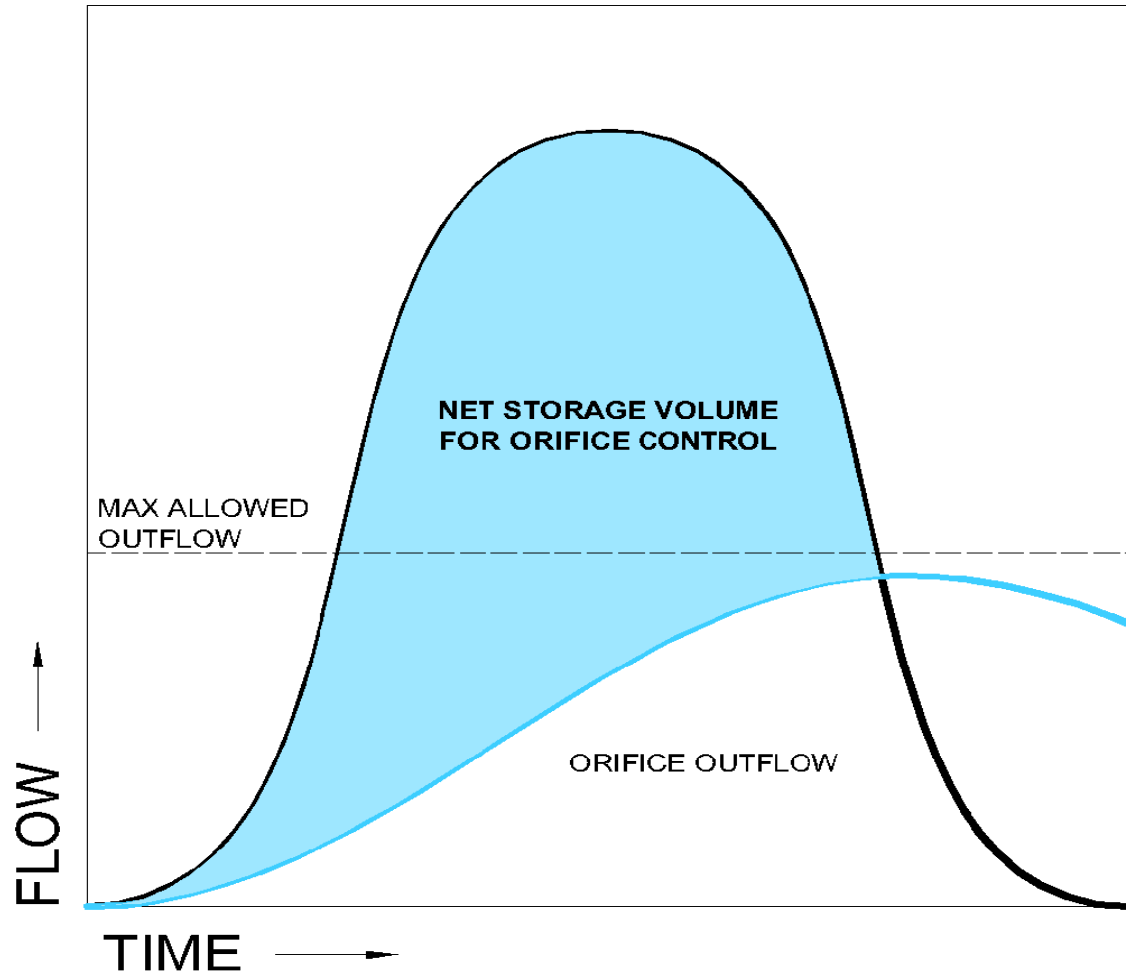 NET STORAGE VOLUME
FOR ORIFICE CONTROL
MAX ALLOWED
OUTFLOW
ORIFICE OUTFLOW
FLOW
TIME